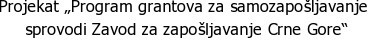 Projekat „Program grantova za samozapošljavanje
sprovodi Zavod za zapošljavanje Crne Gore“